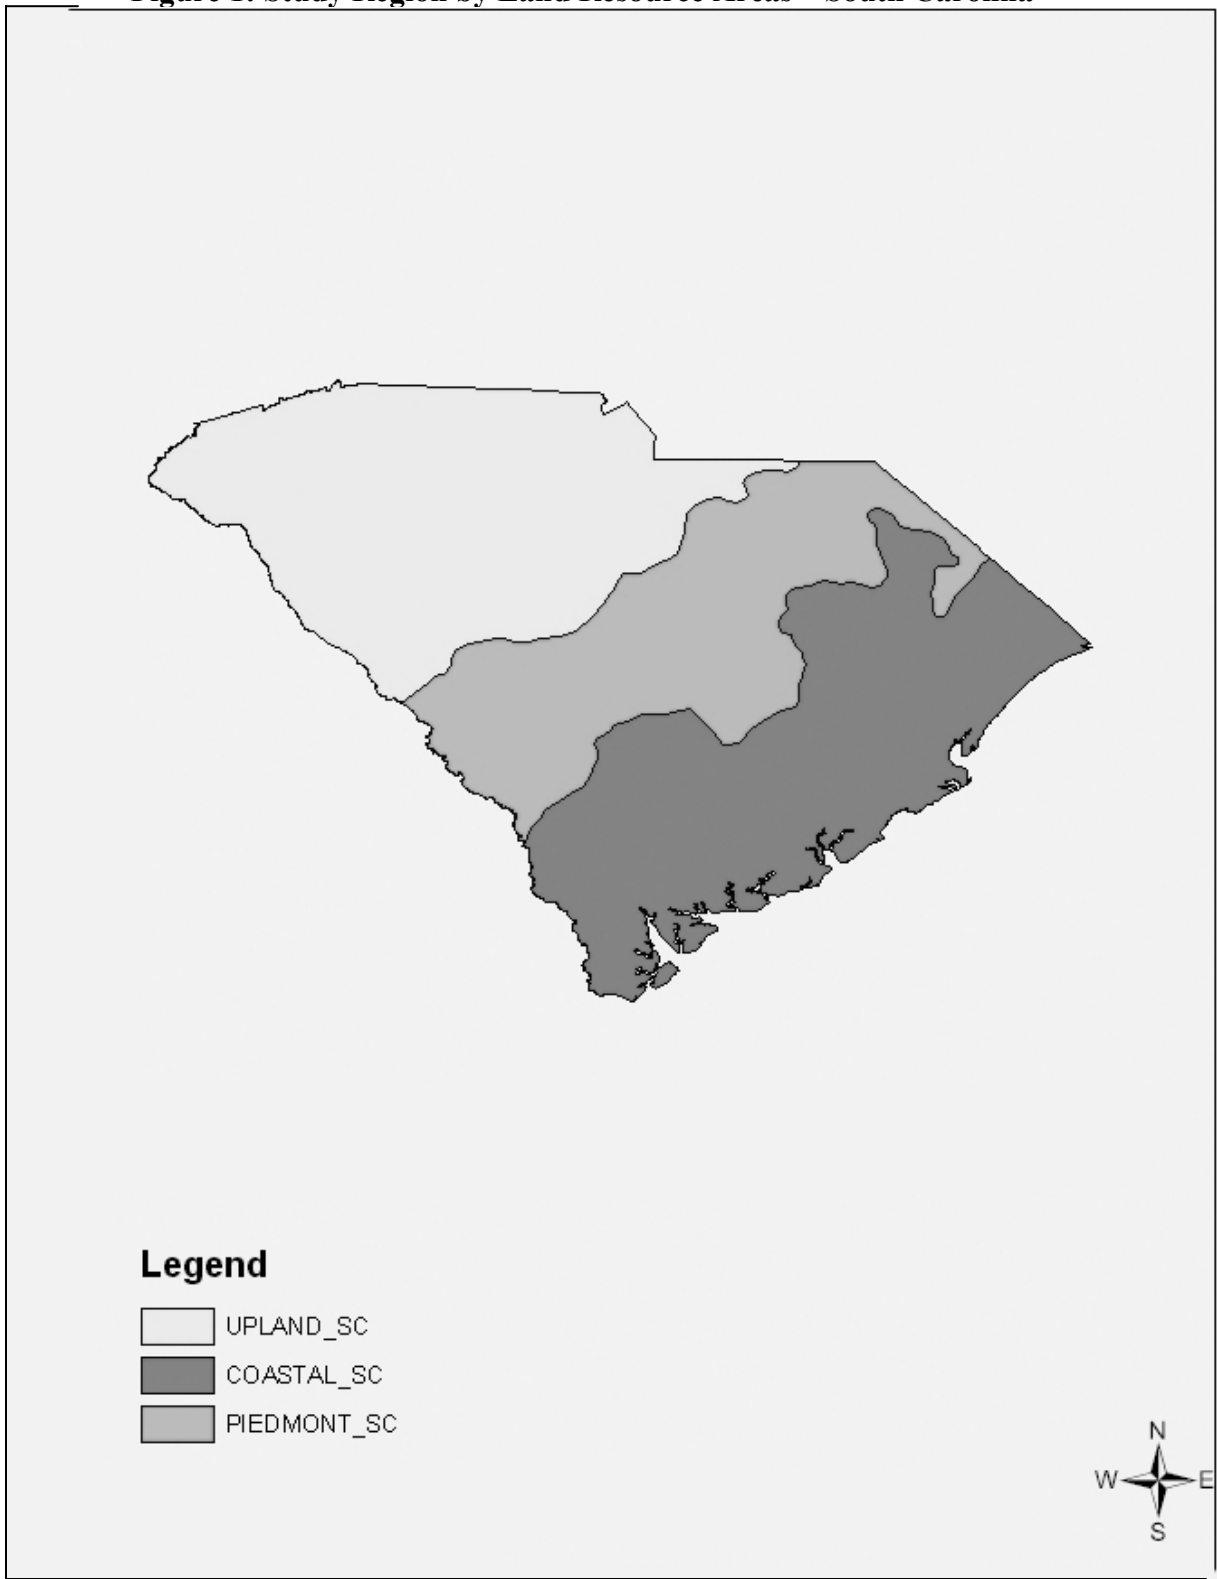 Figure 1. Study Region by Land Resource Areas – South Carolina
Legend
UPLAND_SC
COASTAL_SC
PIEDMONT_SC
N
W E
S